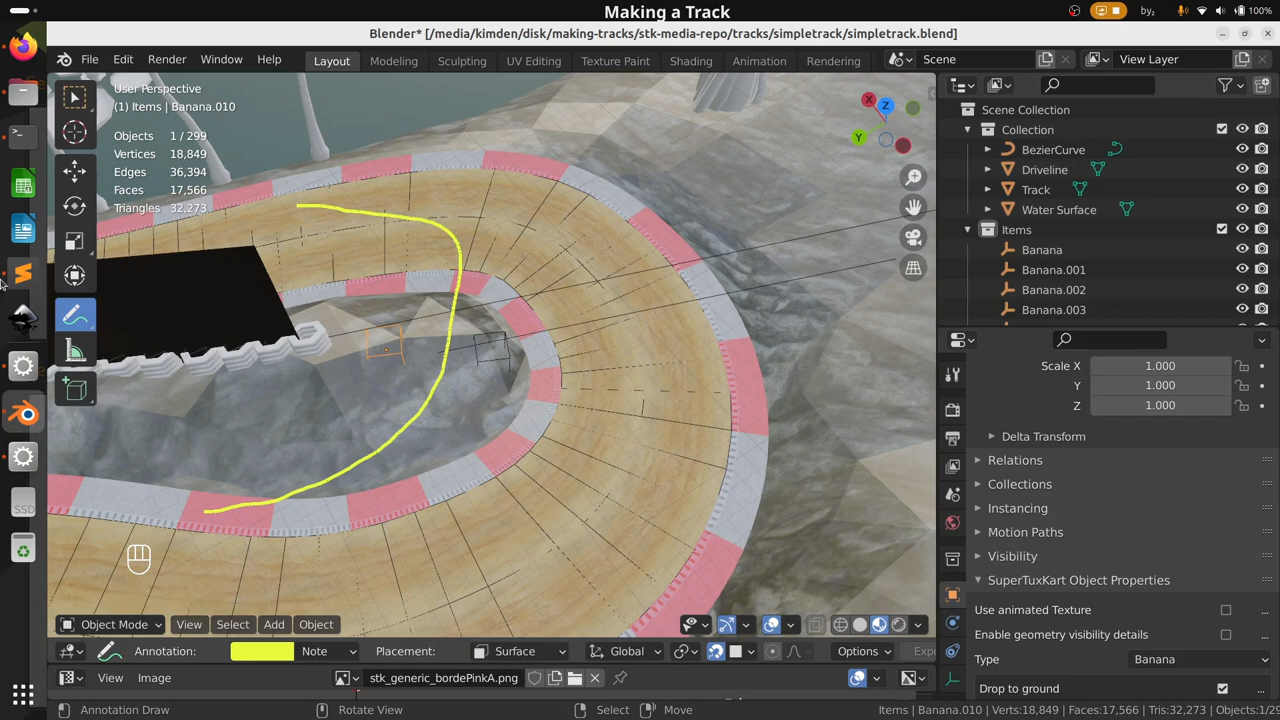 Making a Track
by₂
100%
Blender* [/media/kimden/disk/making-tracks/stk-media-repo/tracks/simpletrack/simpletrack.blend]
File Edit Render Window Help
Layout Modeling Sculpting UV Editing Texture Paint Shading Animation Rendering
Scene
View Layer
User Perspective
(1) Items | Banana.010
Objects 1 / 299
Vertices 18,849
Edges 36,394
Faces 17,566
Triangles 32,273
X
Y
Z
Scene Collection
Collection
BezierCurve
Driveline
Track
Water Surface
Items
Banana
Banana.001
Banana.002
Banana.003
Scale X 1.000
Y 1.000
Z 1.000
Delta Transform
Relations
Collections
Custom
Instancing
Motion Paths
Visibility
SuperTuxKart Object Properties
Use animated Texture ...
Enable geometry visibility details ...
Type Banana
Drop to ground ...
SSD
Object Mode View Select Add Object
Annotation: Note Placement: Surface Global Options Expo
View Image stk_generic_bordePinkA.png
Annotation Draw Rotate View Select Move
Items | Banana.010 | Verts:18,849 | Faces:17,566 | Tris:32,273 | Objects:1/29